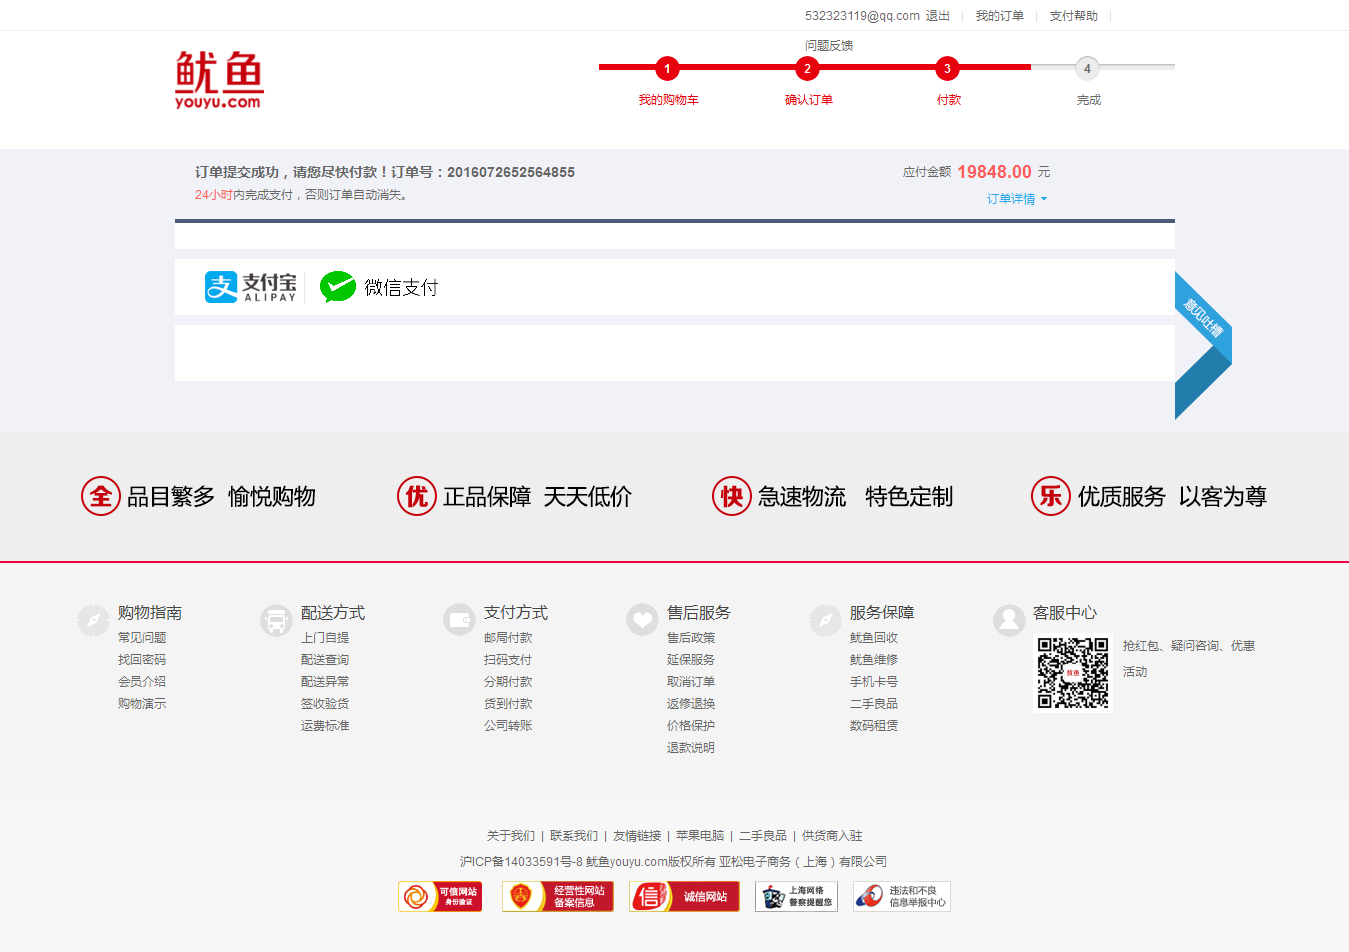 532323119@qq.com 退出 我的订单 支付帮助
问题反馈
鱿鱼
youyu.com
1 2 3 4
我的购物车 确认订单 付款 完成
订单提交成功，请您尽快付款！订单号：2016072652564855
应付金额 19848.00 元
24小时内完成支付，否则订单自动消失。
订单详情
支付宝
ALIPAY
微信支付
意见吐槽
全 品目繁多 愉悦购物 优 正品保障 天天低价 快 急速物流 特色定制 乐 优质服务 以客为尊
购物指南
常见问题
找回密码
会员介绍
购物演示
配送方式
上门自提
配送查询
配送异常
签收验货
运费标准
支付方式
邮局付款
扫码支付
分期付款
货到付款
公司转账
售后服务
售后政策
延保服务
取消订单
返修退换
价格保护
退款说明
服务保障
鱿鱼回收
鱿鱼维修
手机卡号
二手良品
数码租赁
客服中心
鱿鱼
抢红包、疑问咨询、优惠
活动
关于我们 | 联系我们 | 友情链接 | 苹果电脑 | 二手良品 | 供货商入驻
沪ICP备14033591号-8 鱿鱼youyu.com版权所有 亚松电子商务（上海）有限公司
可信网站
身份验证
经营性网站
备案信息
信 诚信网站
上海网络
警察提醒您
违法和不良
信息举报中心